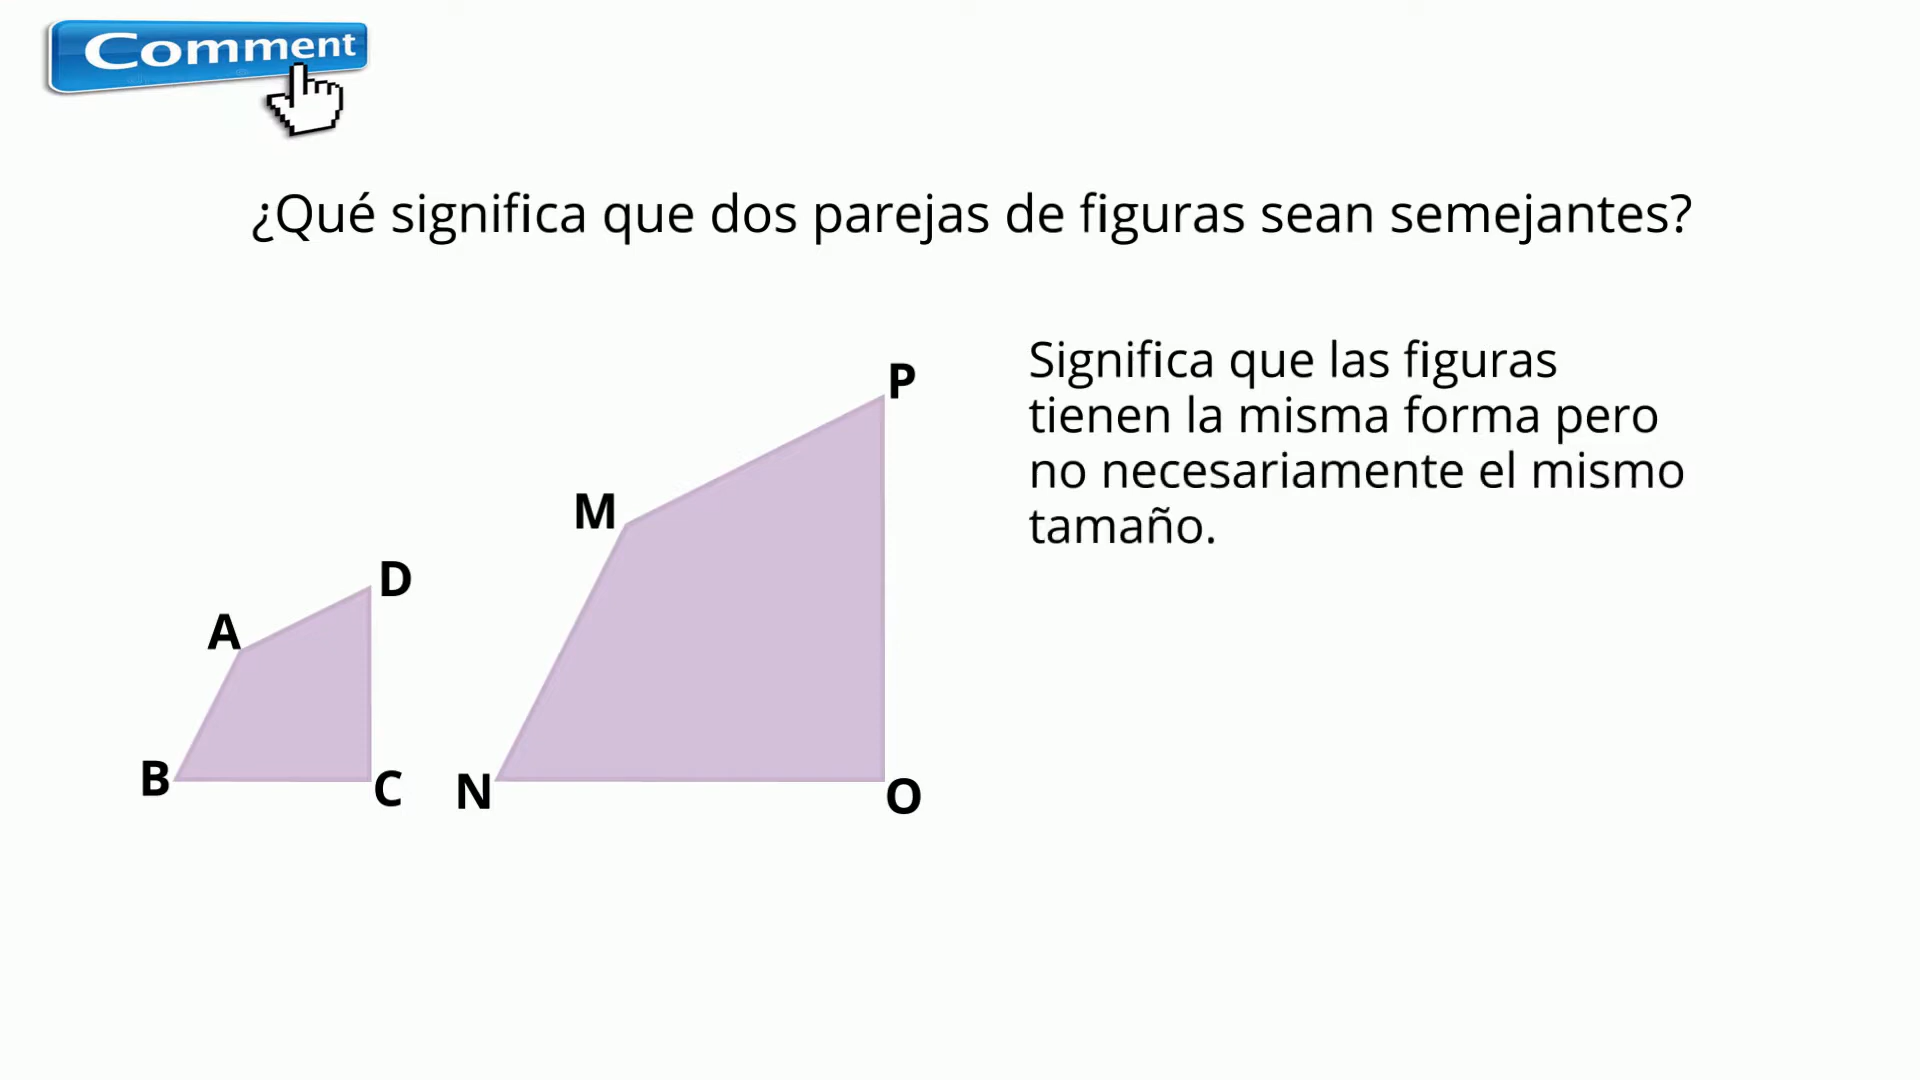 Comment
¿Qué significa que dos parejas de figuras sean semejantes?
Significa que las figuras
tienen la misma forma pero
no necesariamente el mismo
tamaño.
P
M
D
A
B
C
N
O